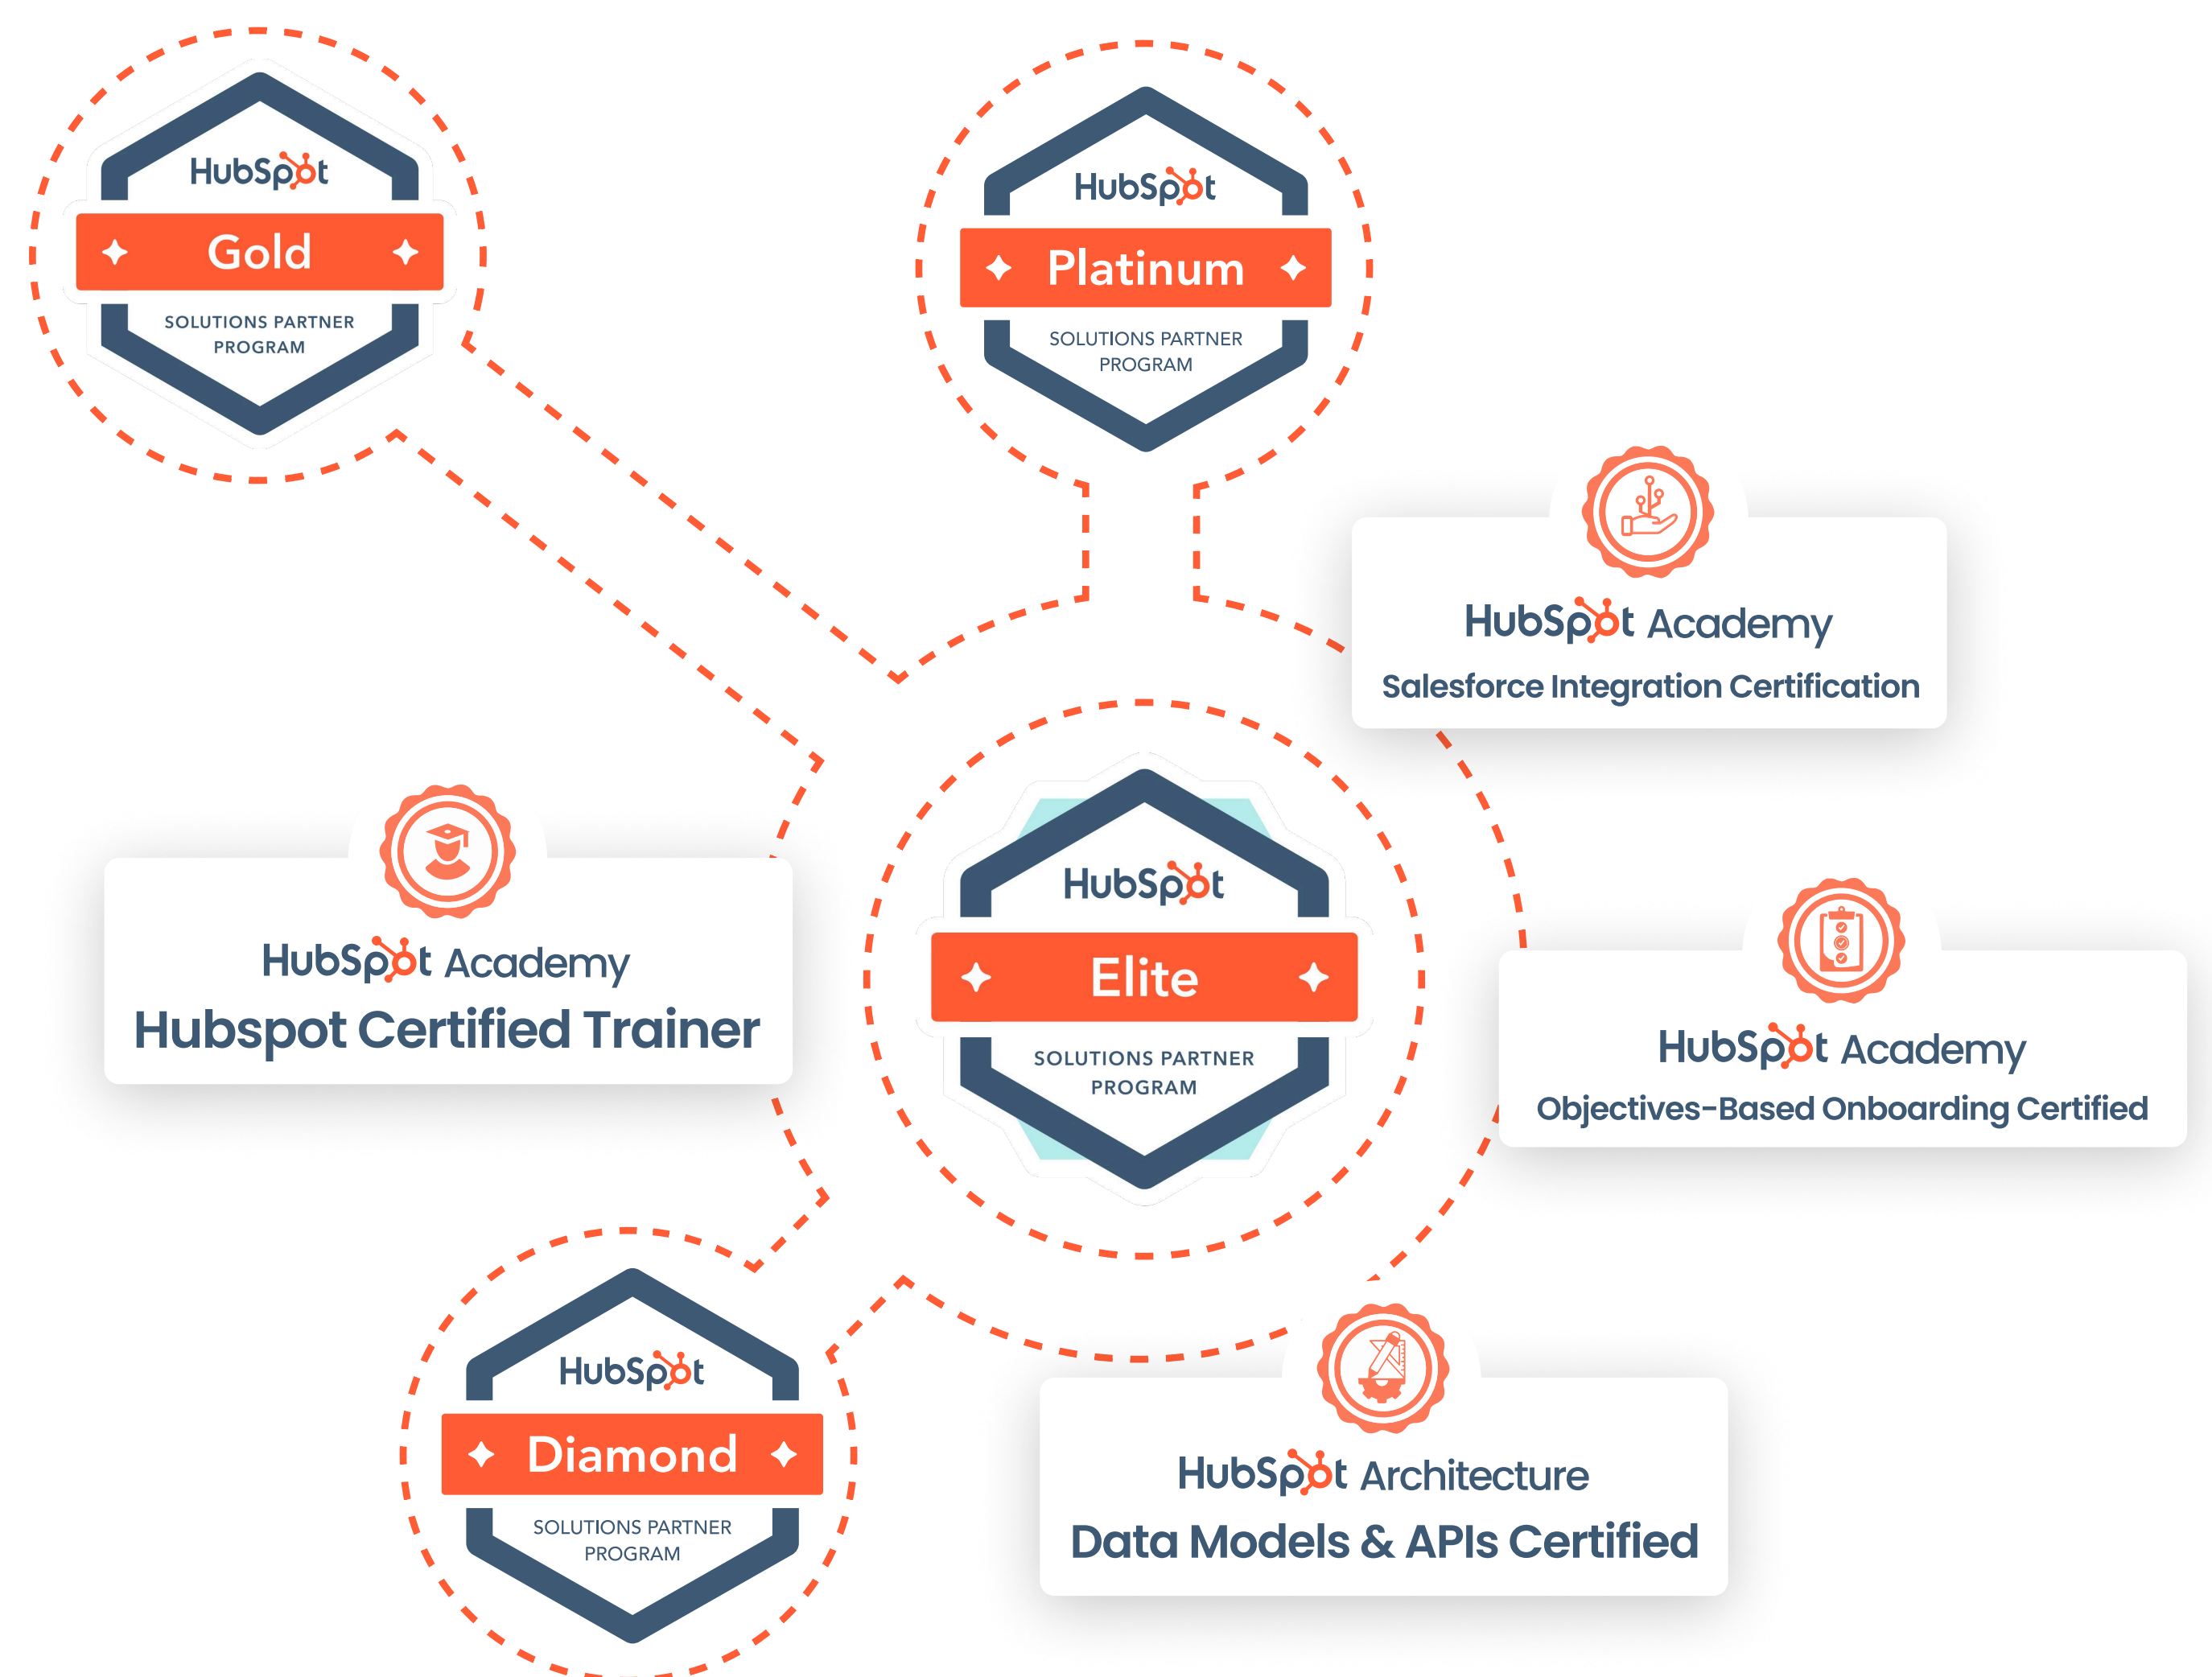 HubSpot
Gold
SOLUTIONS PARTNER
PROGRAM
HubSpot
Platinum
SOLUTIONS PARTNER
PROGRAM
HubSpot Academy
Salesforce Integration Certification
HubSpot Academy
Hubspot Certified Trainer
HubSpot
Elite
SOLUTIONS PARTNER
PROGRAM
HubSpot Academy
Objectives-Based Onboarding Certified
HubSpot
Diamond
SOLUTIONS PARTNER
PROGRAM
HubSpot Architecture
Data Models & APIs Certified